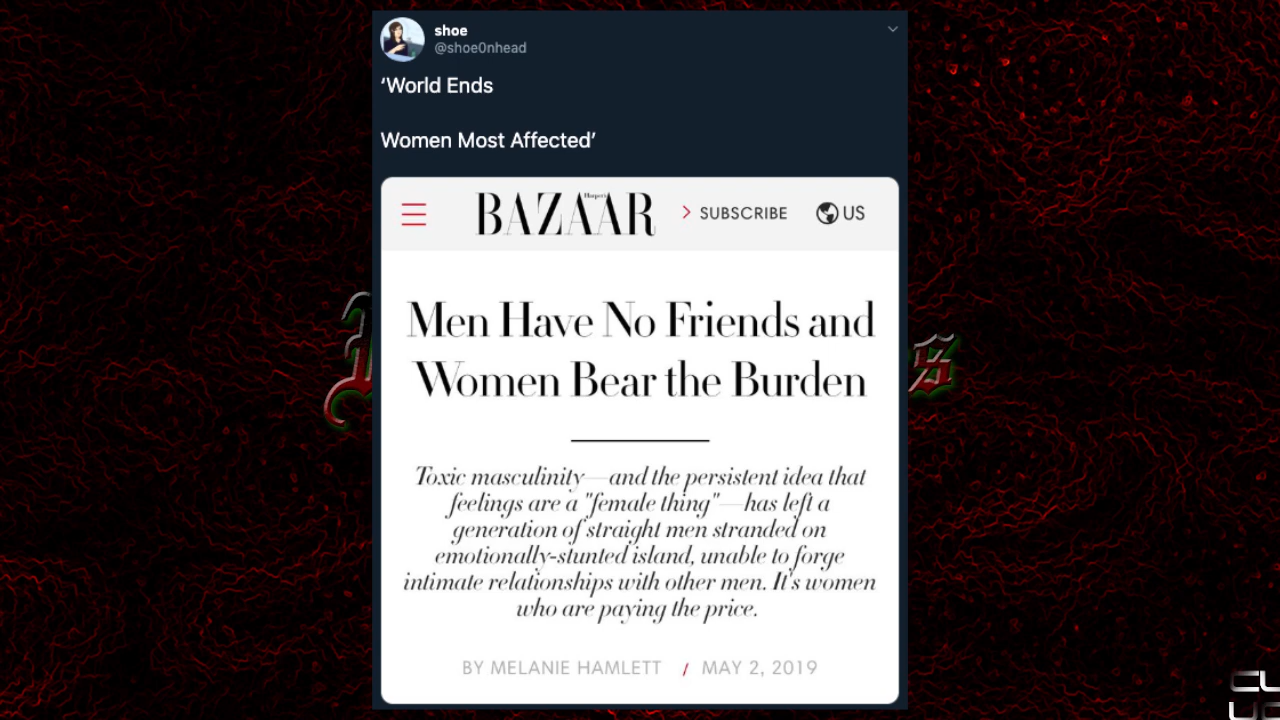 shoe
@shoe0nhead
‘World Ends
Women Most Affected’
Harper's
BAZAAR
SUBSCRIBE
US
Men Have No Friends and
Women Bear the Burden
Toxic masculinity—and the persistent idea that
feelings are a "female thing"—has left a
generation of straight men stranded on
emotionally-stunted island, unable to forge
intimate relationships with other men. It's women
who are paying the price.
BY MELANIE HAMLETT / MAY 2, 2019